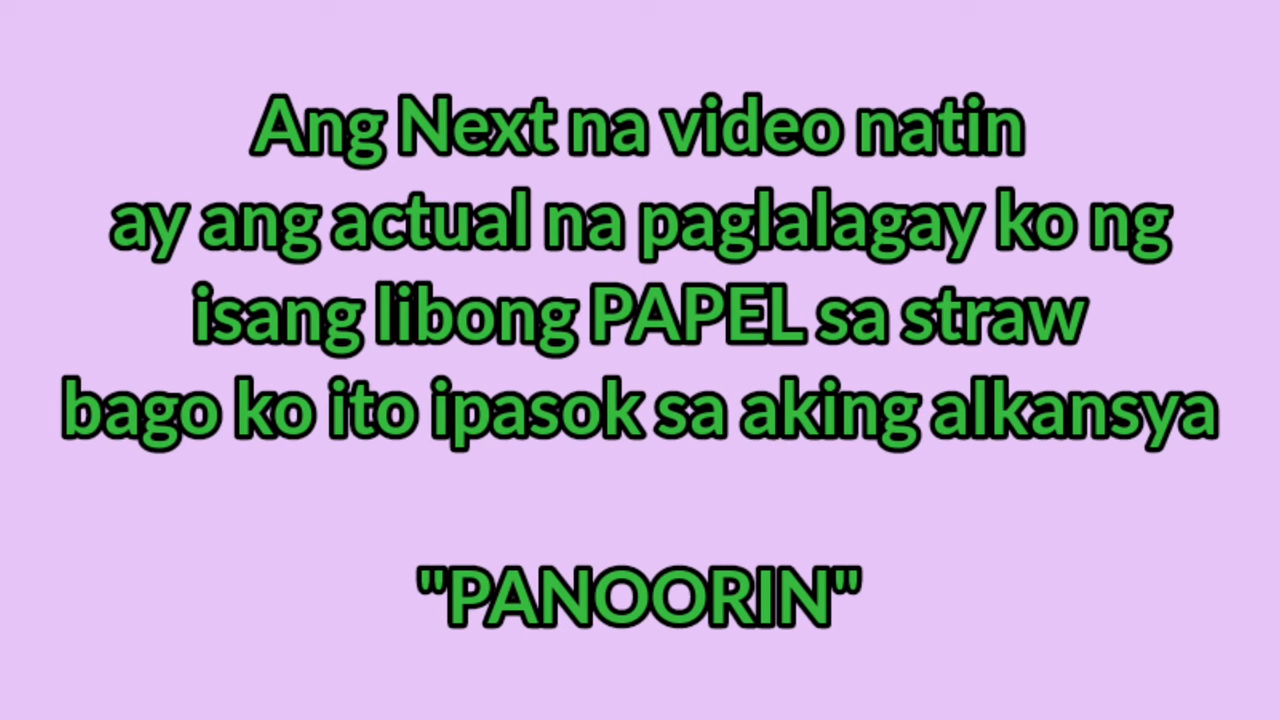 Ang Next na video natin
ay ang actual na paglalagay ko ng
isang libong PAPEL sa straw
bago ko ito ipasok sa aking alkansya
"PANOORIN"